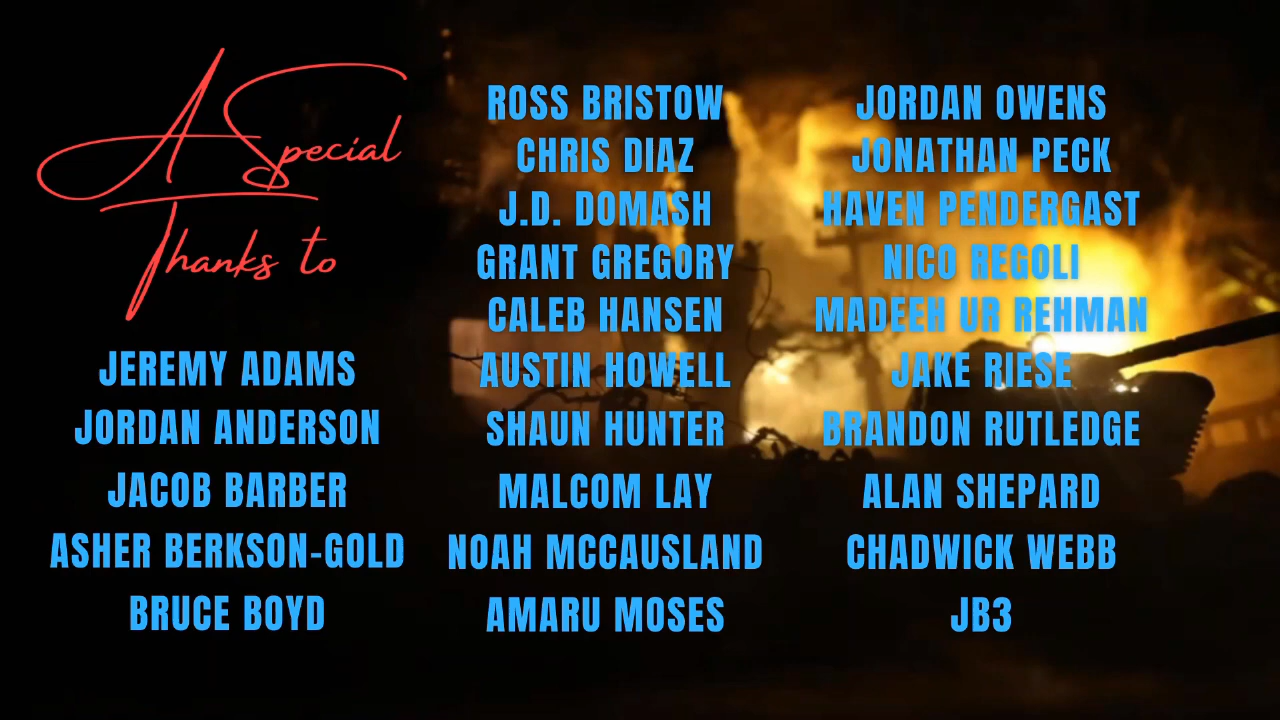 A Special
Thanks to
JEREMY ADAMS
JORDAN ANDERSON
JACOB BARBER
ASHER BERKSON-GOLD
BRUCE BOYD
ROSS BRISTOW
CHRIS DIAZ
J.D. DOMASH
GRANT GREGORY
CALEB HANSEN
AUSTIN HOWELL
SHAUN HUNTER
MALCOM LAY
NOAH MCCAUSLAND
AMARU MOSES
JORDAN OWENS
JONATHAN PECK
HAVEN PENDERGAST
NICO REGOLI
MADEEH UR REHMAN
JAKE RIESE
BRANDON RUTLEDGE
ALAN SHEPARD
CHADWICK WEBB
JB3